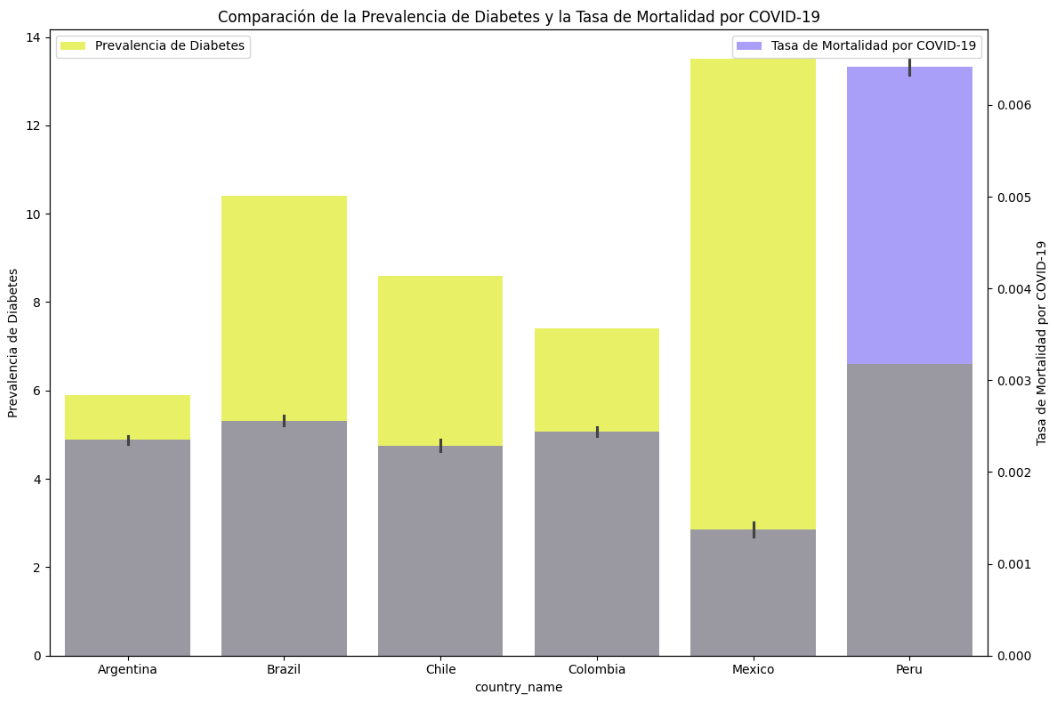 Comparación de la Prevalencia de Diabetes y la Tasa de Mortalidad por COVID-19
Prevalencia de Diabetes
Tasa de Mortalidad por COVID-19
Prevalencia de Diabetes
14
12
10
8
6
4
2
0
Tasa de Mortalidad por COVID-19
0.006
0.005
0.004
0.003
0.002
0.001
0.000
Argentina
Brazil
Chile
Colombia
Mexico
Peru
country_name